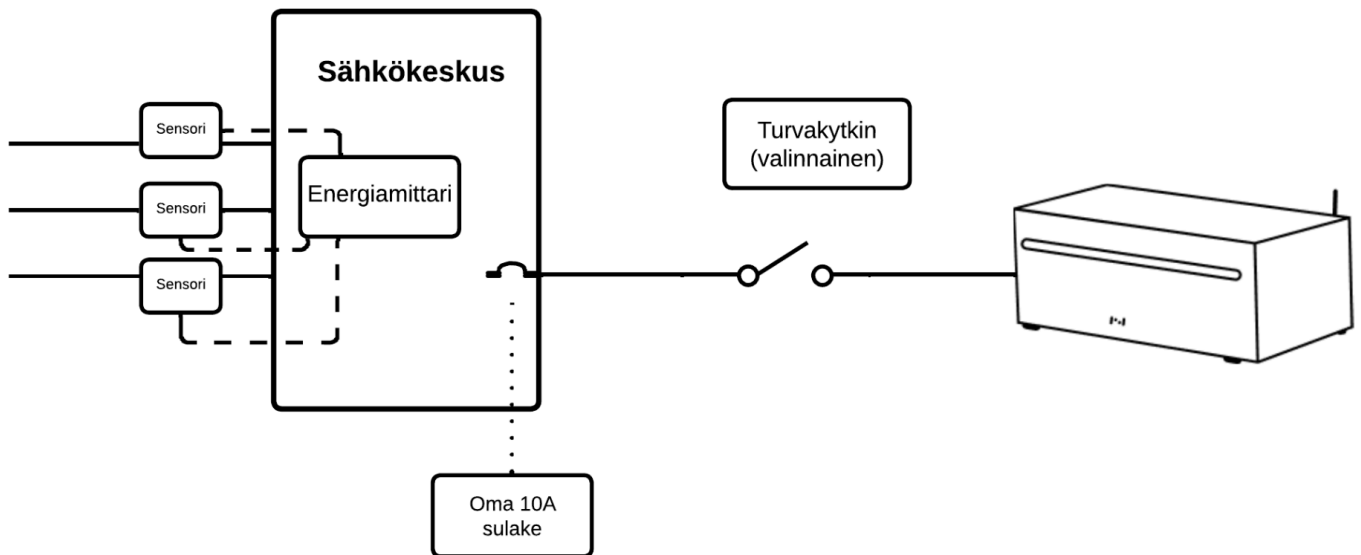 Sähkökeskus
Sensori
Sensori
Sensori
Energiamittari
Turvakytkin
(valinnainen)
Oma 10A
sulake